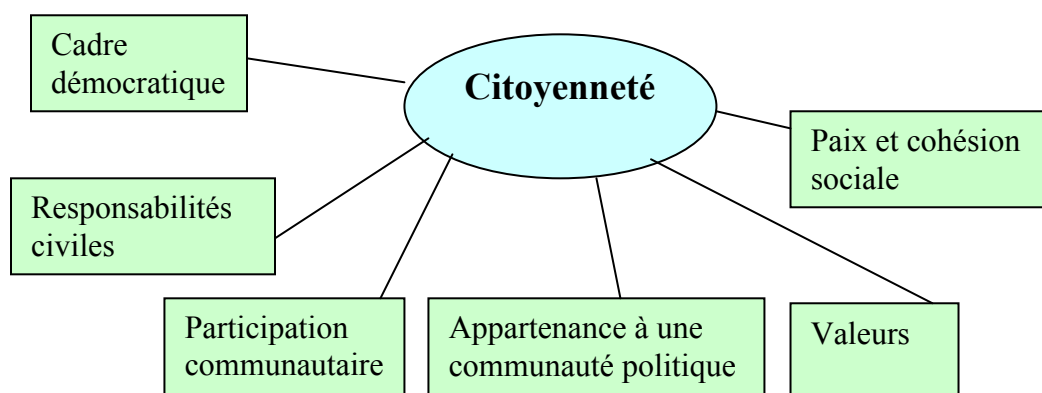 Cadre
démocratique
Citoyenneté
Paix et cohésion
sociale
Responsabilités
civiles
Participation
communautaire
Appartenance à une
communauté politique
Valeurs